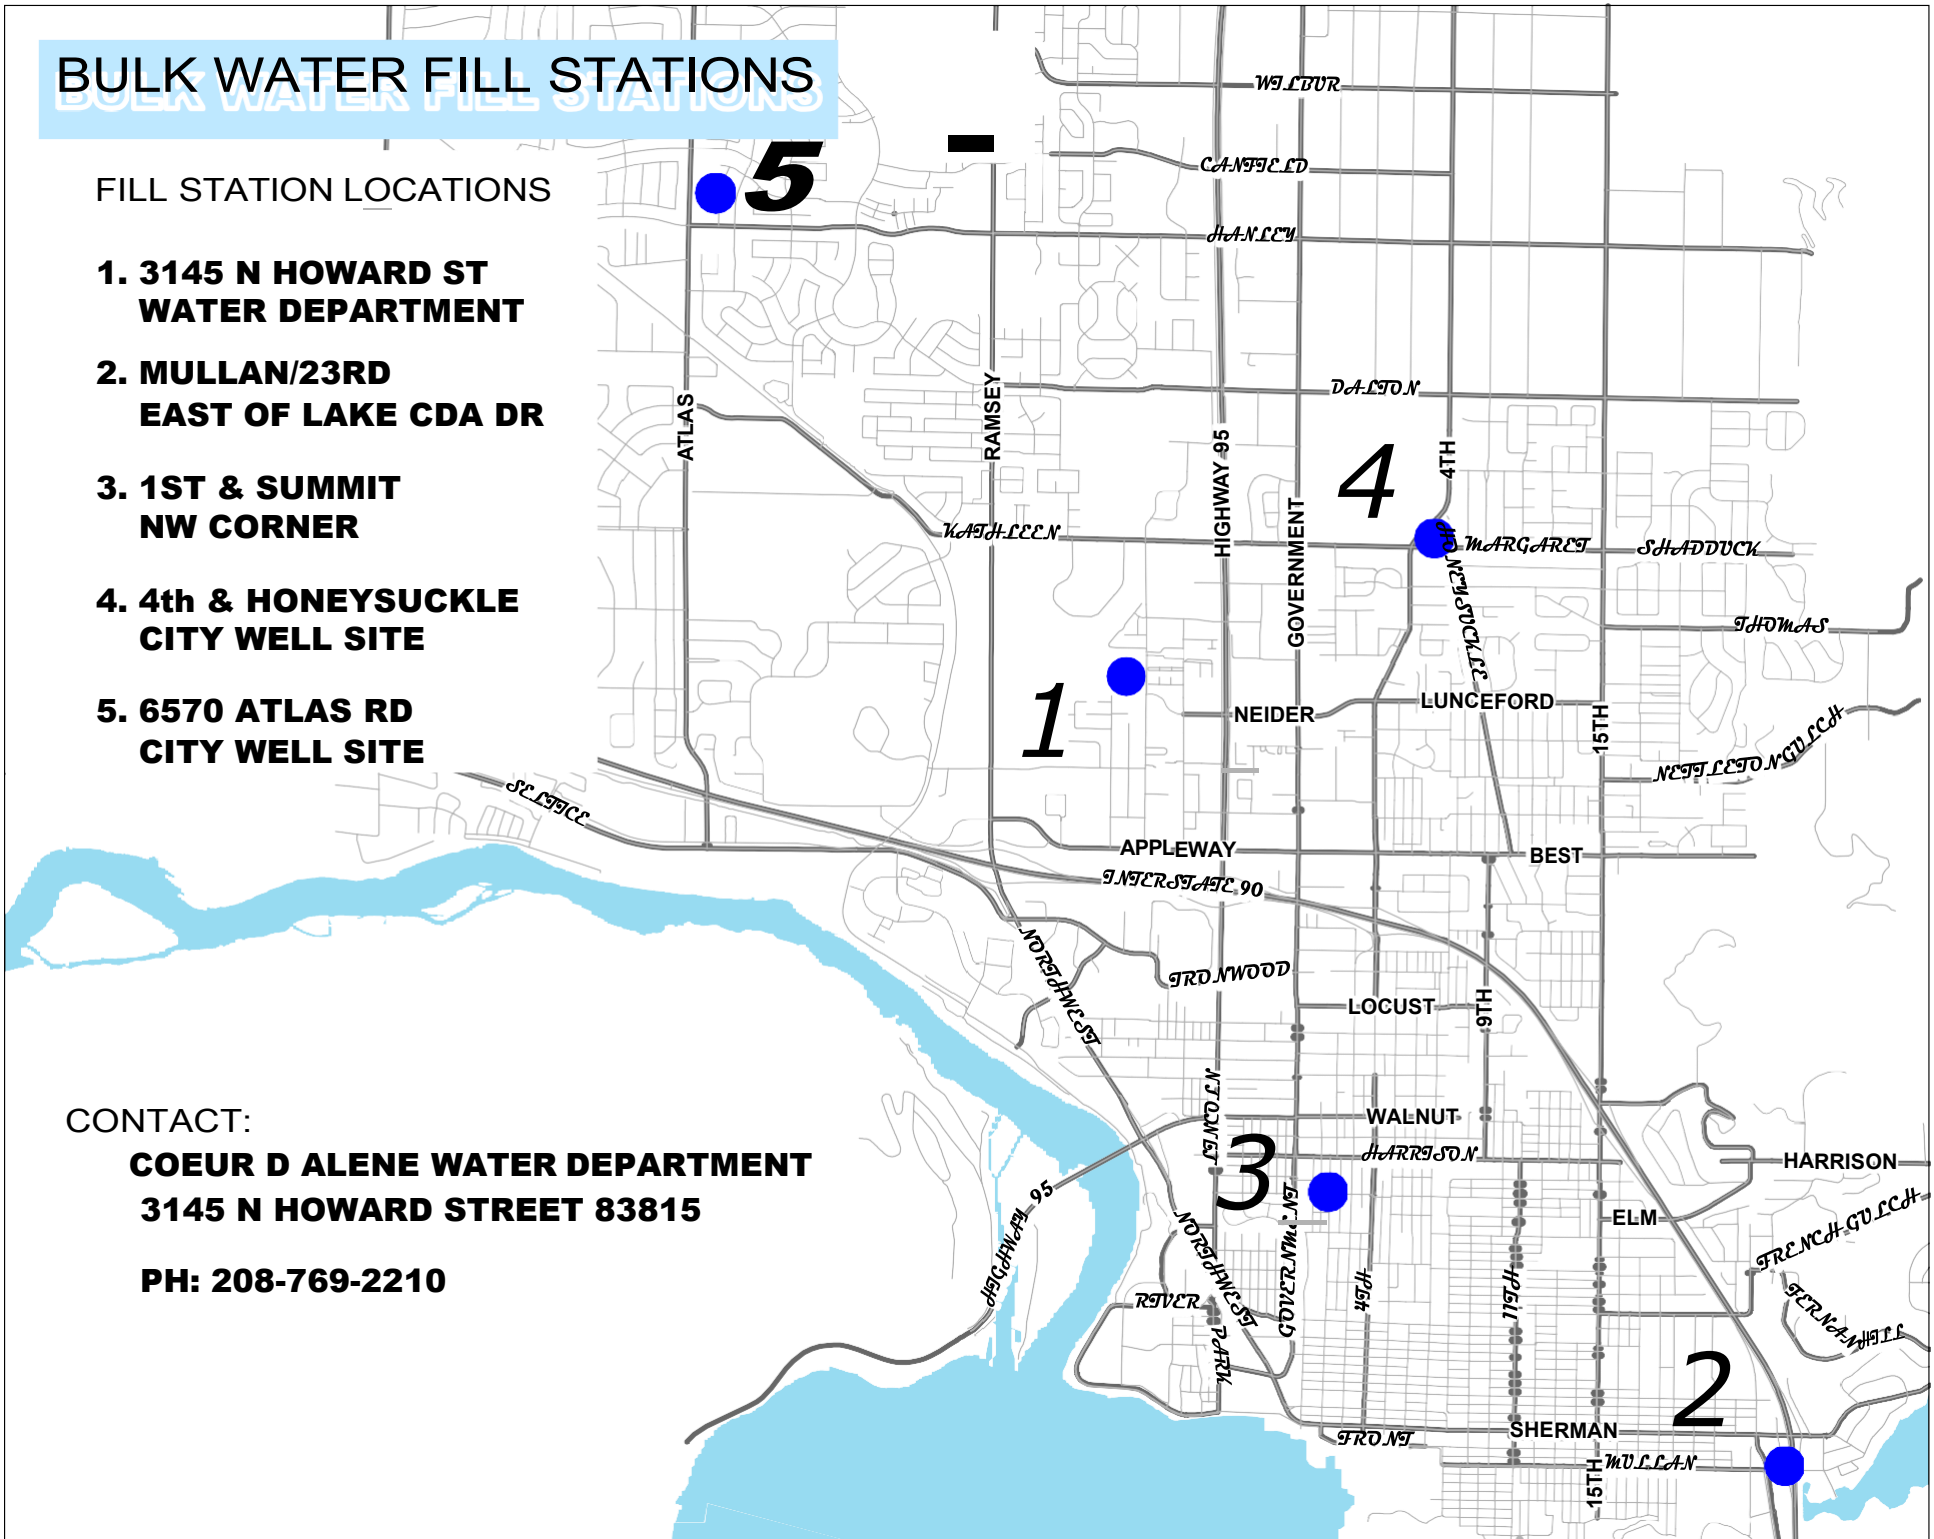 BULK WATER FILL STATIONS
FILL STATION LOCATIONS
1. 3145 N HOWARD ST
WATER DEPARTMENT
2. MULLAN/23RD
EAST OF LAKE CDA DR
3. 1ST & SUMMIT
NW CORNER
4. 4th & HONEYSUCKLE
CITY WELL SITE
5. 6570 ATLAS RD
CITY WELL SITE
CONTACT:
COEUR D ALENE WATER DEPARTMENT
3145 N HOWARD STREET 83815
PH: 208-769-2210
5
WILBUR
CANFIELD
HANLEY
DALTON
ATLAS
RAMSEY
HIGHWAY 95
GOVERNMENT
4
4TH
KATHLEEN
HONEYSUCKLE
MARGARET
SHADDUCK
THOMAS
1
NEIDER
LUNCEFORD
15TH
NETTLETON GULCH
SELTICE
APPLEWAY
BEST
INTERSTATE 90
NORTHWEST
IRONWOOD
LOCUST
9TH
LINCOLN
WALNUT
HARRISON
HARRISON
3
HIGHWAY 95
NORTHWEST
GOVERNMENT
4TH
11TH
ELM
FRENCH GULCH
FERNAN HILL
RIVER
PARK
2
SHERMAN
FRONT
MULLAN
15TH